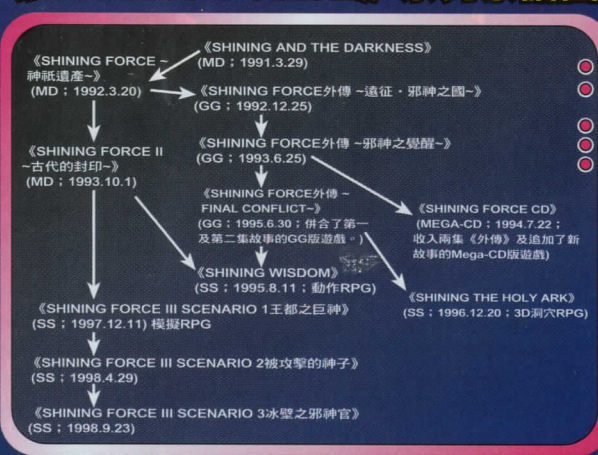 《SHINING AND THE DARKNESS》
(MD；1991.3.29)
《SHINING FORCE ~
神祇遺產~》
(MD；1992.3.20)
《SHINING FORCE外傳 ~遠征．邪神之國~》
(GG；1992.12.25)
《SHINING FORCE外傳 ~邪神之覺醒~》
(GG；1993.6.25)
《SHINING FORCE II
~古代的封印~》
(MD；1993.10.1)
《SHINING FORCE外傳 ~
FINAL CONFLICT~》
(GG；1995.6.30；併合了第一
及第二集故事的GG版遊戲。)
《SHINING FORCE CD》
(MEGA-CD；1994.7.22；
收入兩集《外傳》及追加了新
故事的Mega-CD版遊戲)
《SHINING WISDOM》
(SS；1995.8.11；動作RPG)
《SHINING THE HOLY ARK》
(SS；1996.12.20；3D洞穴RPG)
《SHINING FORCE III SCENARIO 1王都之巨神》
(SS；1997.12.11) 模擬RPG
《SHINING FORCE III SCENARIO 2被攻擊的神子》
(SS；1998.4.29)
《SHINING FORCE III SCENARIO 3冰壁之邪神官》
(SS；1998.9.23)